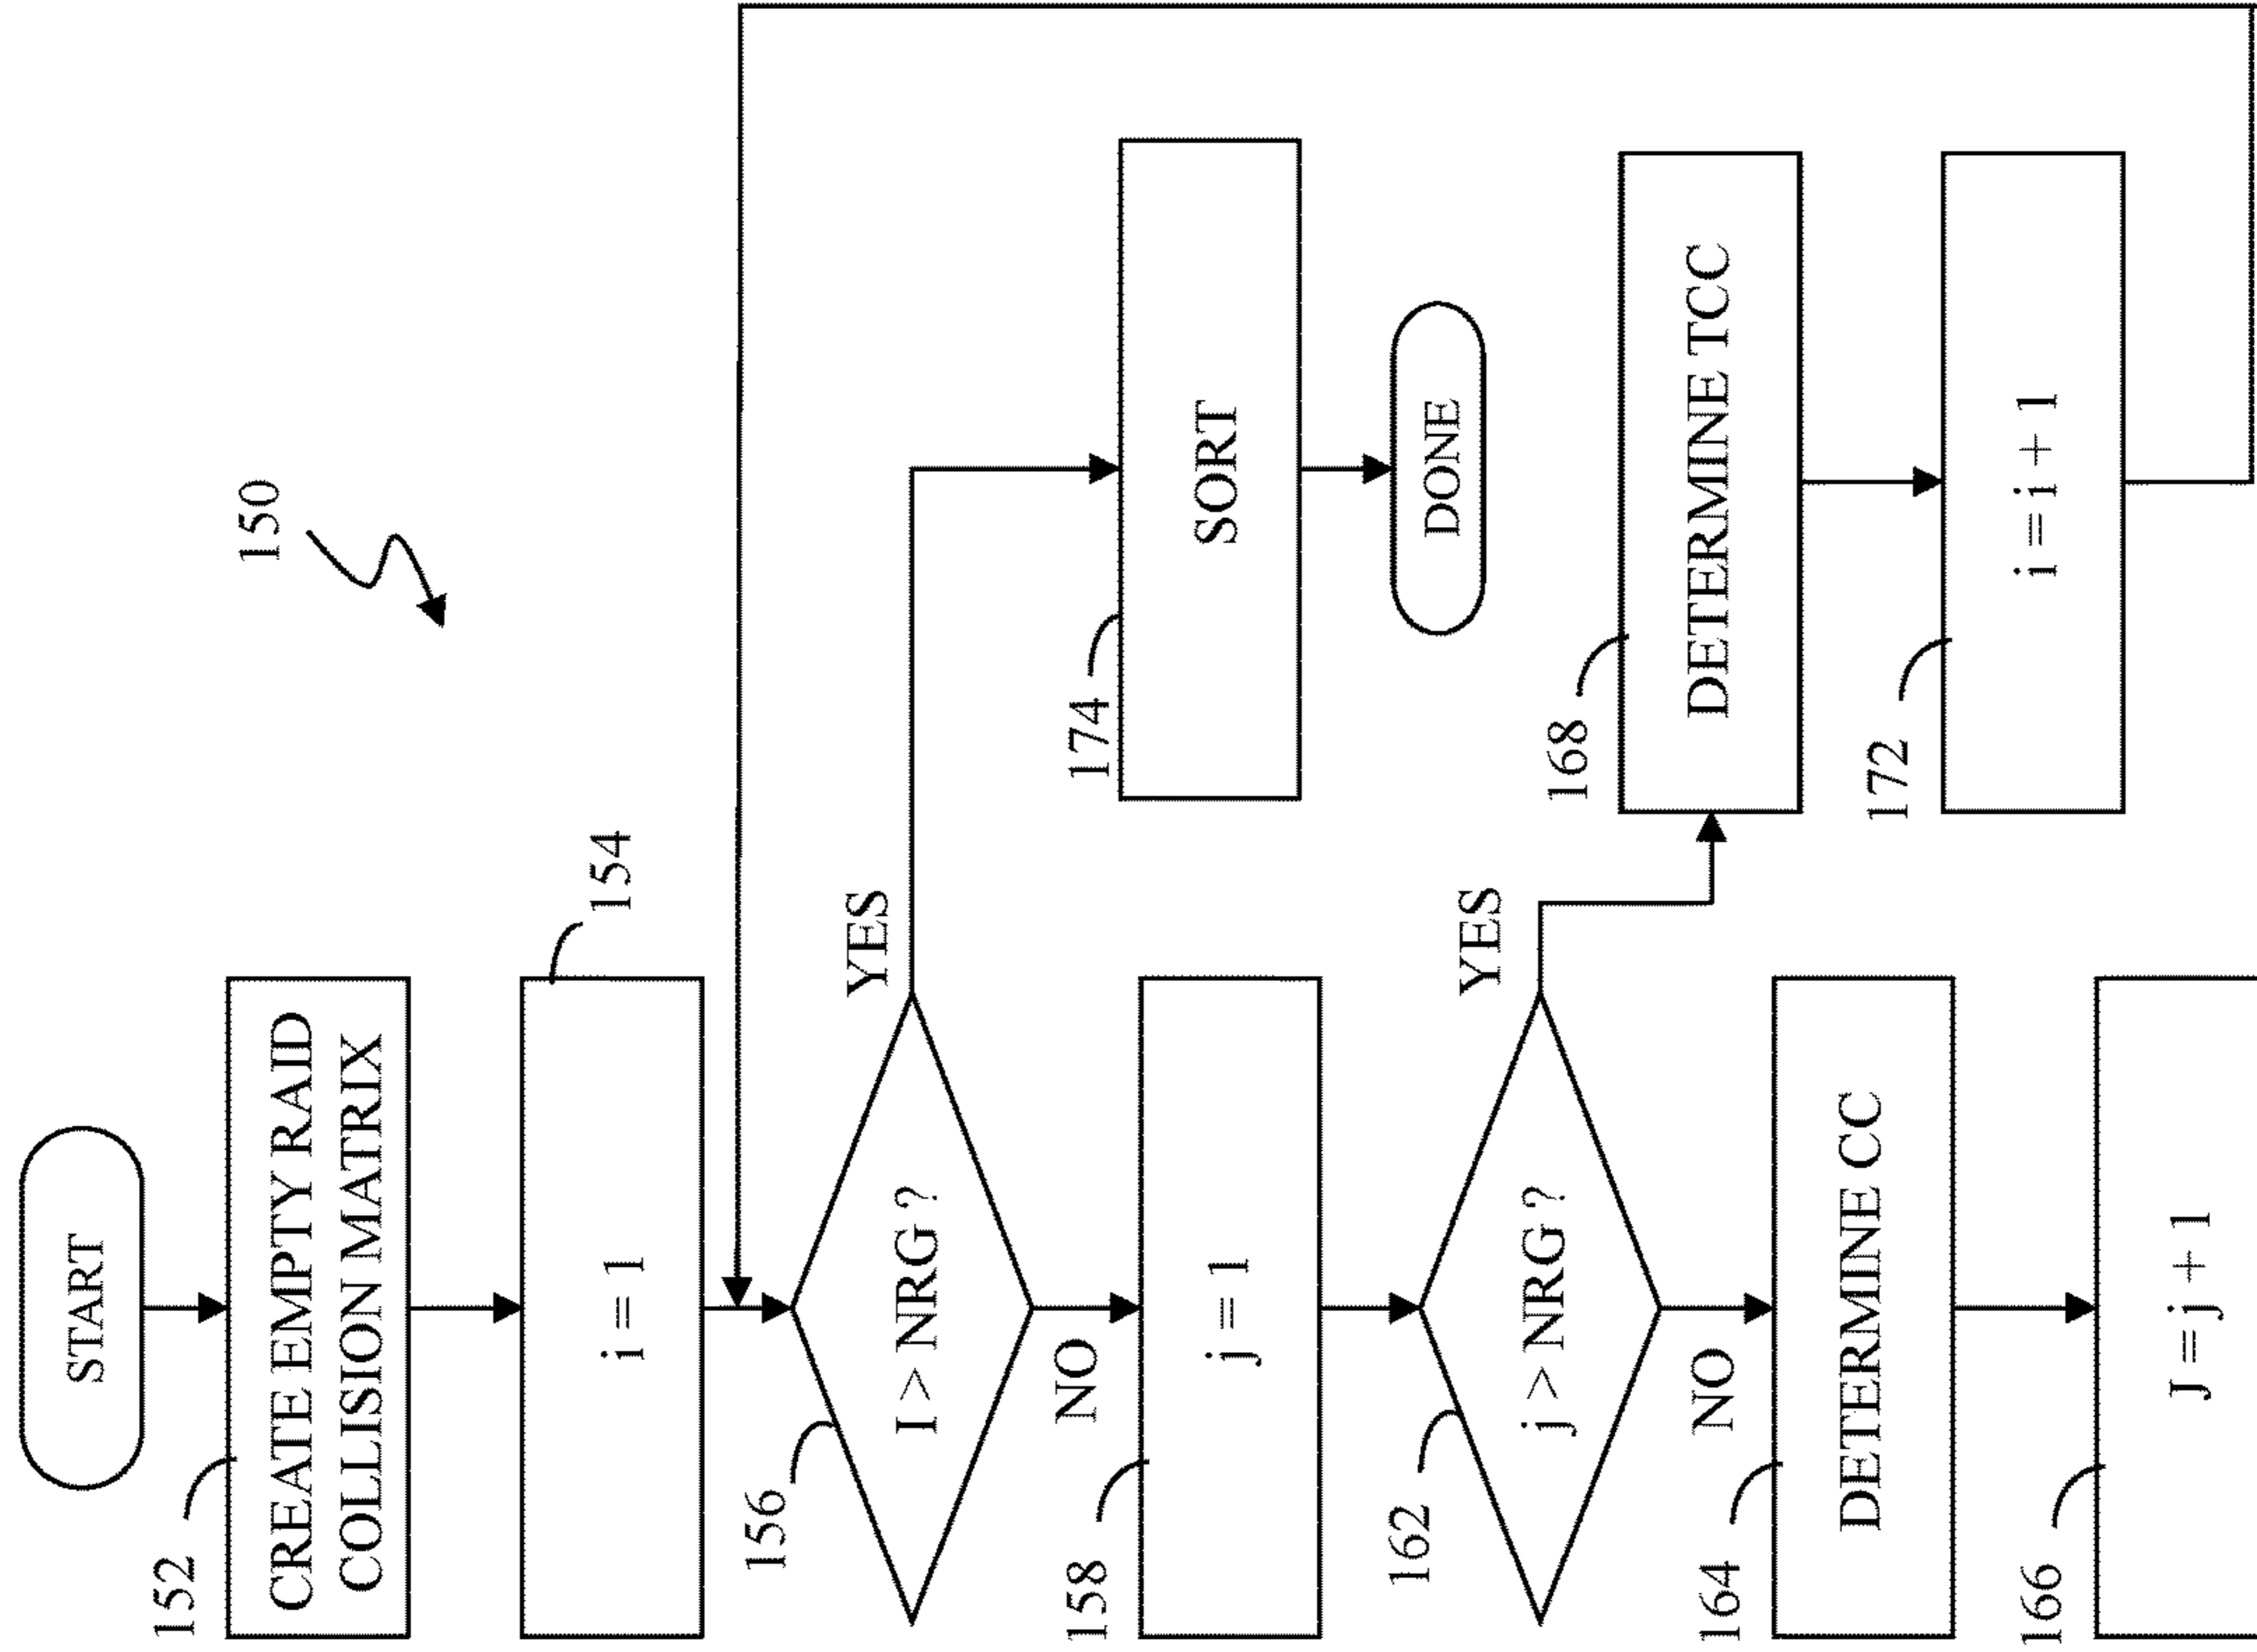 150
START
152
CREATE EMPTY RAID
COLLISION MATRIX
154
i = 1
156
I > NRG ?
YES
NO
174
SORT
DONE
158
j = 1
162
j > NRG ?
YES
NO
168
DETERMINE TCC
164
DETERMINE CC
172
i = i + 1
166
J = j + 1